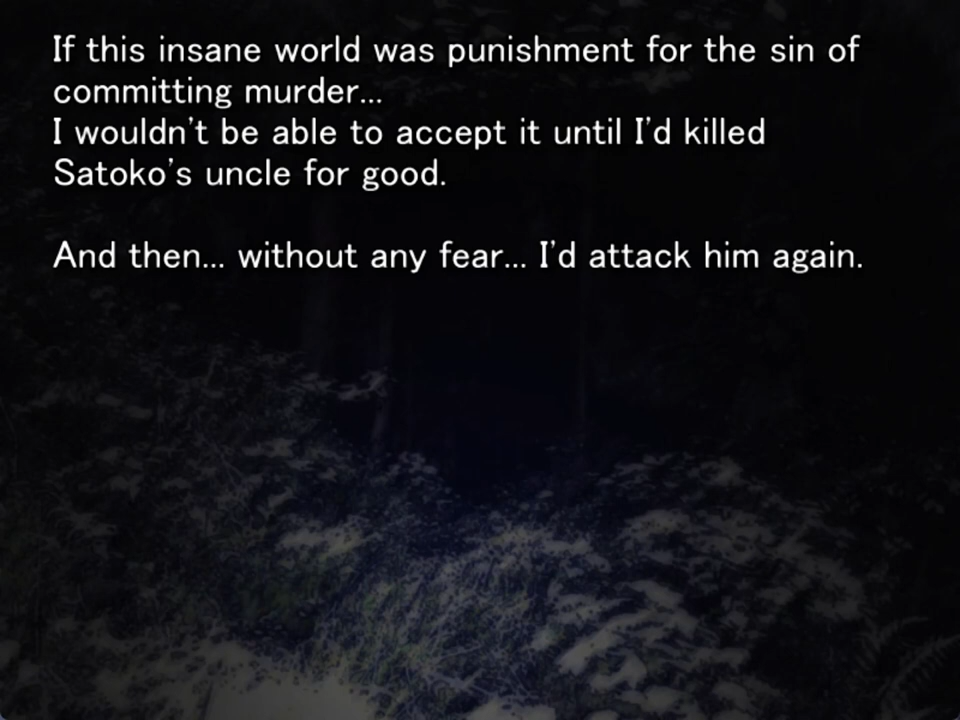 If this insane world was punishment for the sin of
committing murder...
I wouldn't be able to accept it until I'd killed
Satoko's uncle for good.
And then... without any fear... I'd attack him again.